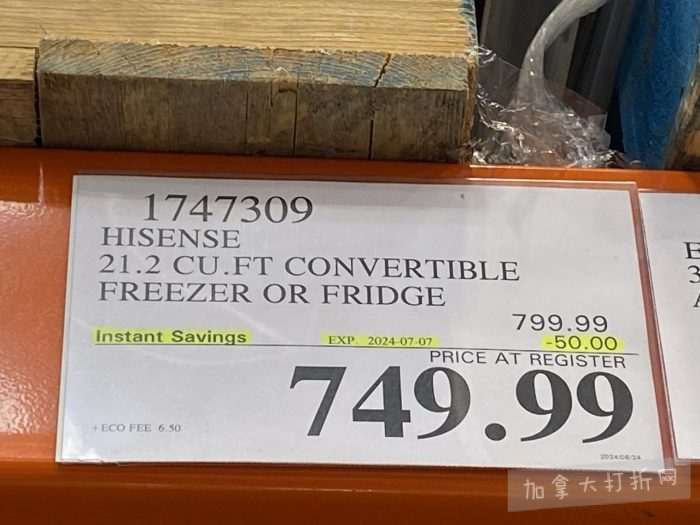 1747309
HISENSE
21.2 CU.FT CONVERTIBLE
FREEZER OR FRIDGE
799.99
Instant Savings EXP. 2024-07-07 -50.00
PRICE AT REGISTER
749.99
+ECO FEE 6.50
2024/06/24
E
3
A
加拿大打折网